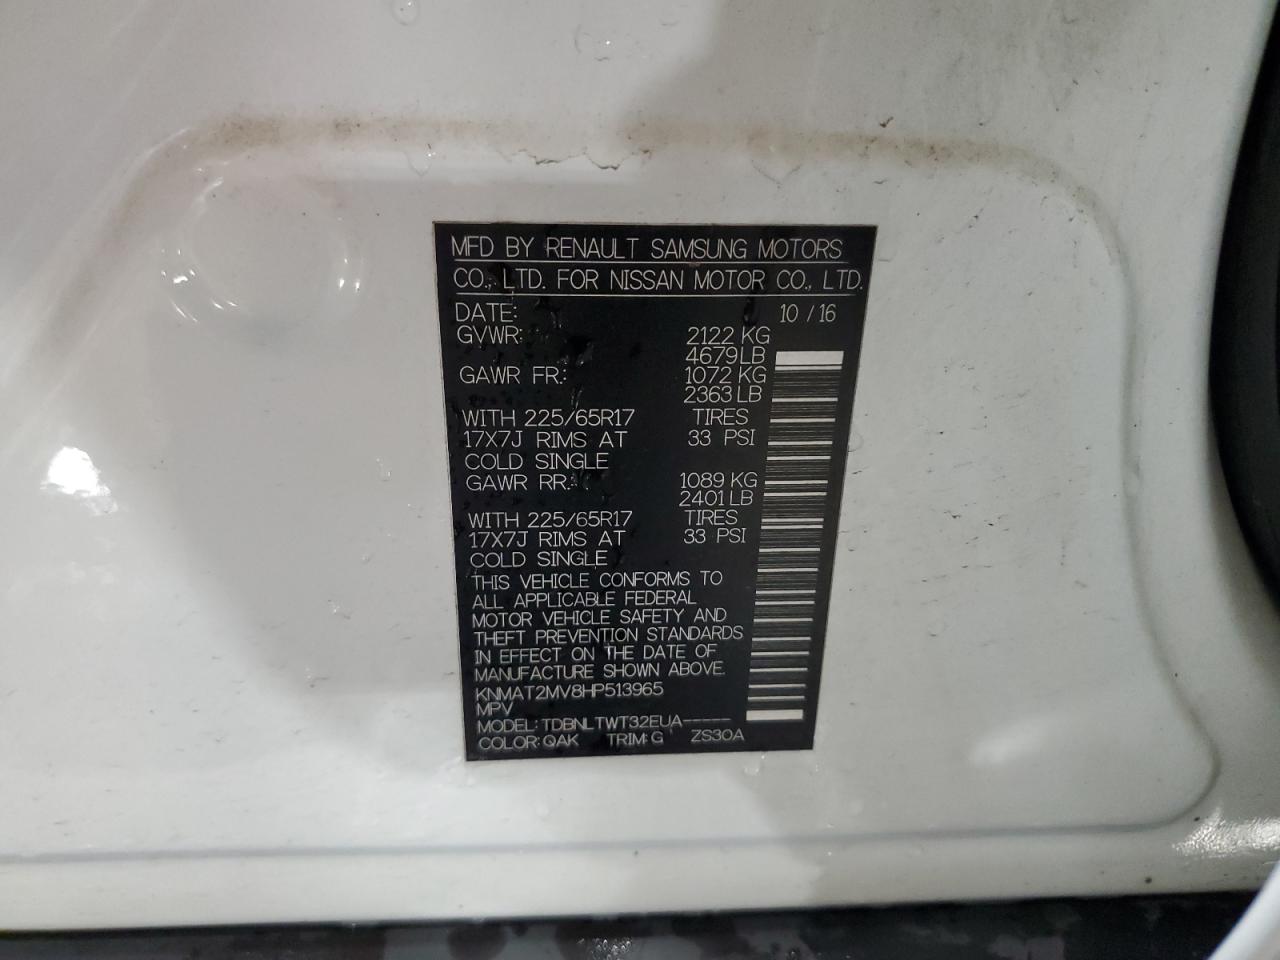 MFD BY RENAULT SAMSUNG MOTORS
CO., LTD. FOR NISSAN MOTOR CO., LTD.
DATE: 10 / 16
GVWR: 2122 KG
4679 LB
GAWR FR.: 1072 KG
2363 LB
WITH 225/65R17 TIRES
17X7J RIMS AT 33 PSI
COLD SINGLE
GAWR RR.: 1089 KG
2401 LB
WITH 225/65R17 TIRES
17X7J RIMS AT 33 PSI
COLD SINGLE
THIS VEHICLE CONFORMS TO
ALL APPLICABLE FEDERAL
MOTOR VEHICLE SAFETY AND
THEFT PREVENTION STANDARDS
IN EFFECT ON THE DATE OF
MANUFACTURE SHOWN ABOVE.
KNMAT2MV8HP513965
MPV
MODEL: TDBNLTWT32EUA-----
COLOR: QAK TRIM: G ZS30A